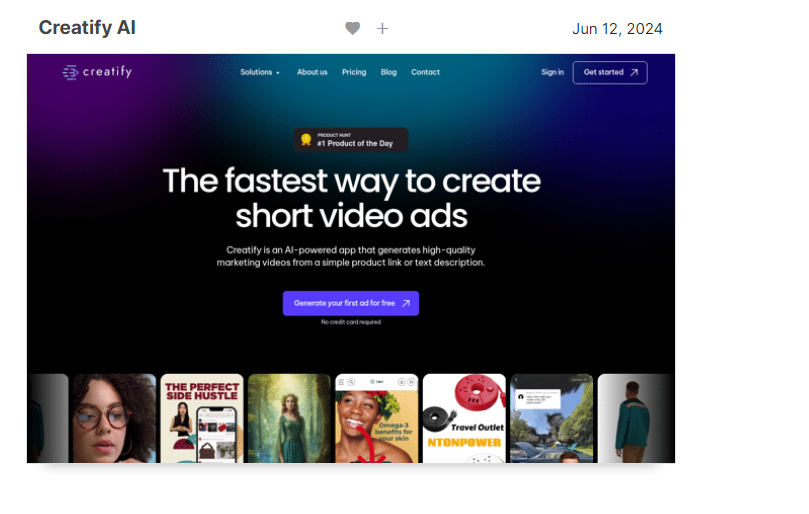 Creatify AI
Jun 12, 2024
creatify
Solutions
About us
Pricing
Blog
Contact
Sign in
Get started
PRODUCT HUNT
#1 Product of the Day
The fastest way to create
short video ads
Creatify is an AI-powered app that generates high-quality
marketing videos from a simple product link or text description.
Generate your first ad for free
No credit card required
THE PERFECT
SIDE HUSTLE
Omega-3
benefits for
your skin
Travel Outlet
NTONPOWER